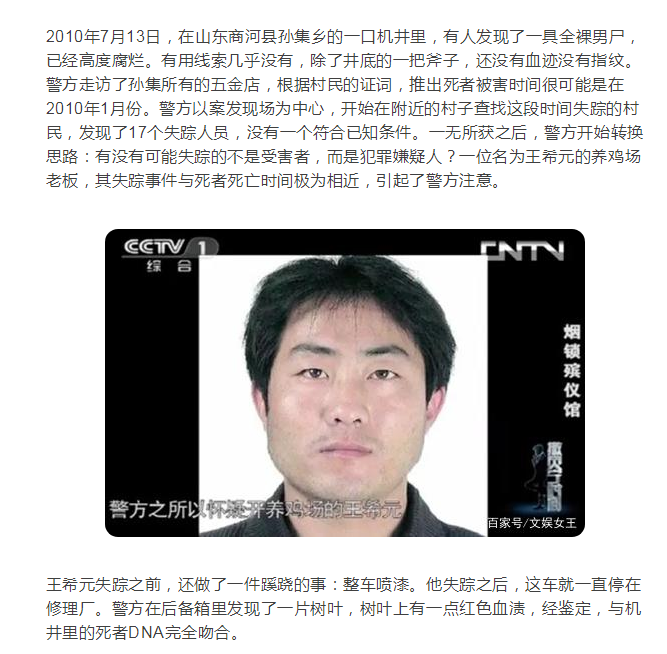 2010年7月13日，在山东商河县孙集乡的一口机井里，有人发现了一具全裸男尸，
已经高度腐烂。有用线索几乎没有，除了井底的一把斧子，还没有血迹没有指纹。
警方走访了孙集所有的五金店，根据村民的证词，推出死者被害时间很可能是在
2010年1月份。警方以案发现场为中心，开始在附近的村子查找这段时间失踪的村
民，发现了17个失踪人员，没有一个符合已知条件。一无所获之后，警方开始转换
思路：有没有可能失踪的不是受害者，而是犯罪嫌疑人？一位名为王希元的养鸡场
老板，其失踪事件与死者死亡时间极为相近，引起了警方注意。
CCTV 1
综合
CNTV
烟锁殡仪馆
警方之所以怀疑开养鸡场的王希元
百家号/文娱女王
王希元失踪之前，还做了一件蹊跷的事：整车喷漆。他失踪之后，这车就一直停在
修理厂。警方在后备箱里发现了一片树叶，树叶上有一点红色血渍，经鉴定，与机
井里的死者DNA完全吻合。